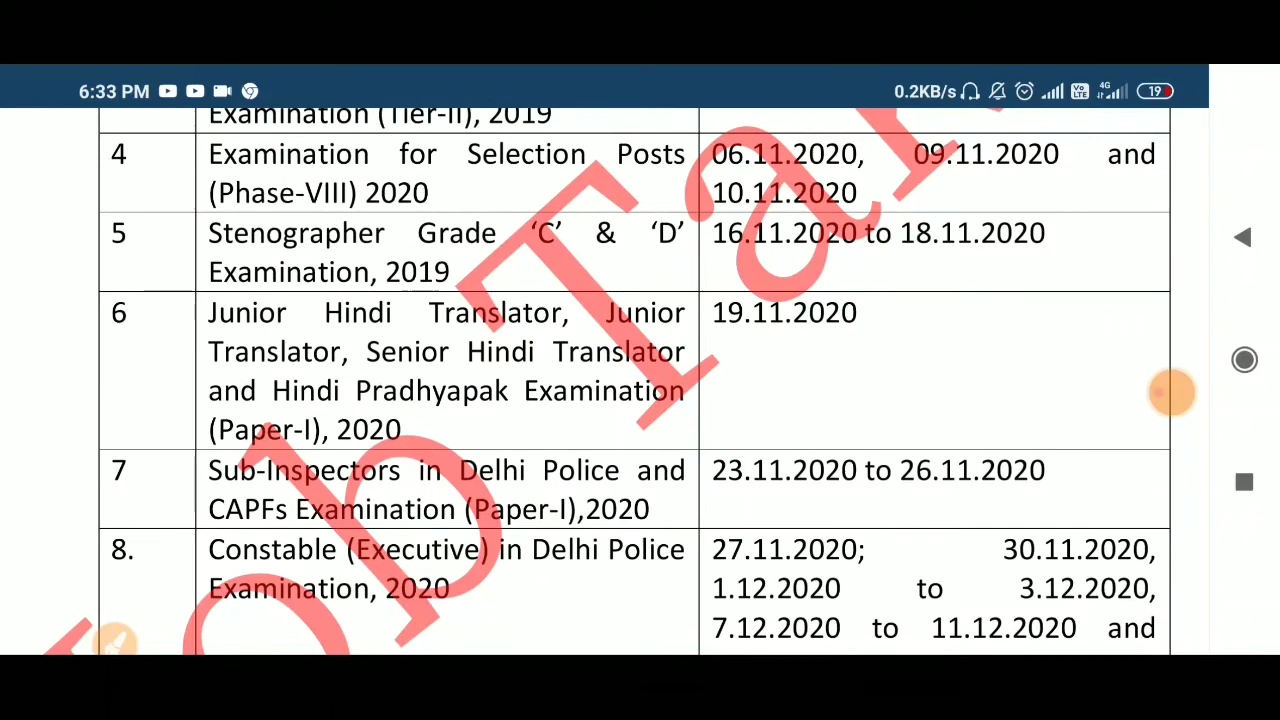 6:33 PM
0.2KB/s
Vo LTE
4G
19
Examination (Tier-II), 2019
4 Examination for Selection Posts 06.11.2020, 09.11.2020 and
(Phase-VIII) 2020 10.11.2020
5 Stenographer Grade ‘C’ & ‘D’ 16.11.2020 to 18.11.2020
Examination, 2019
6 Junior Hindi Translator, Junior 19.11.2020
Translator, Senior Hindi Translator
and Hindi Pradhyapak Examination
(Paper-I), 2020
7 Sub-Inspectors in Delhi Police and 23.11.2020 to 26.11.2020
CAPFs Examination (Paper-I),2020
8. Constable (Executive) in Delhi Police 27.11.2020; 30.11.2020,
Examination, 2020 1.12.2020 to 3.12.2020,
7.12.2020 to 11.12.2020 and